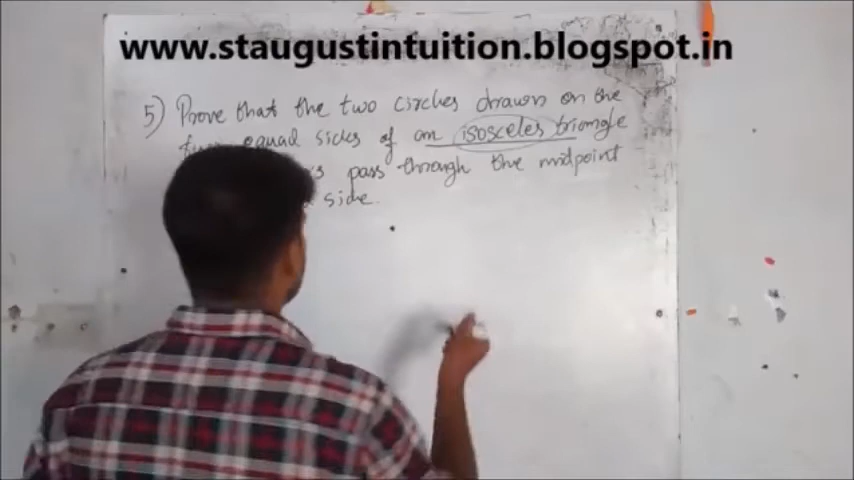 www.staugustintuition.blogspot.in
5) Prove that the two circles drawn on the
equal sides of an isosceles triangle
pass through the midpoint
side.